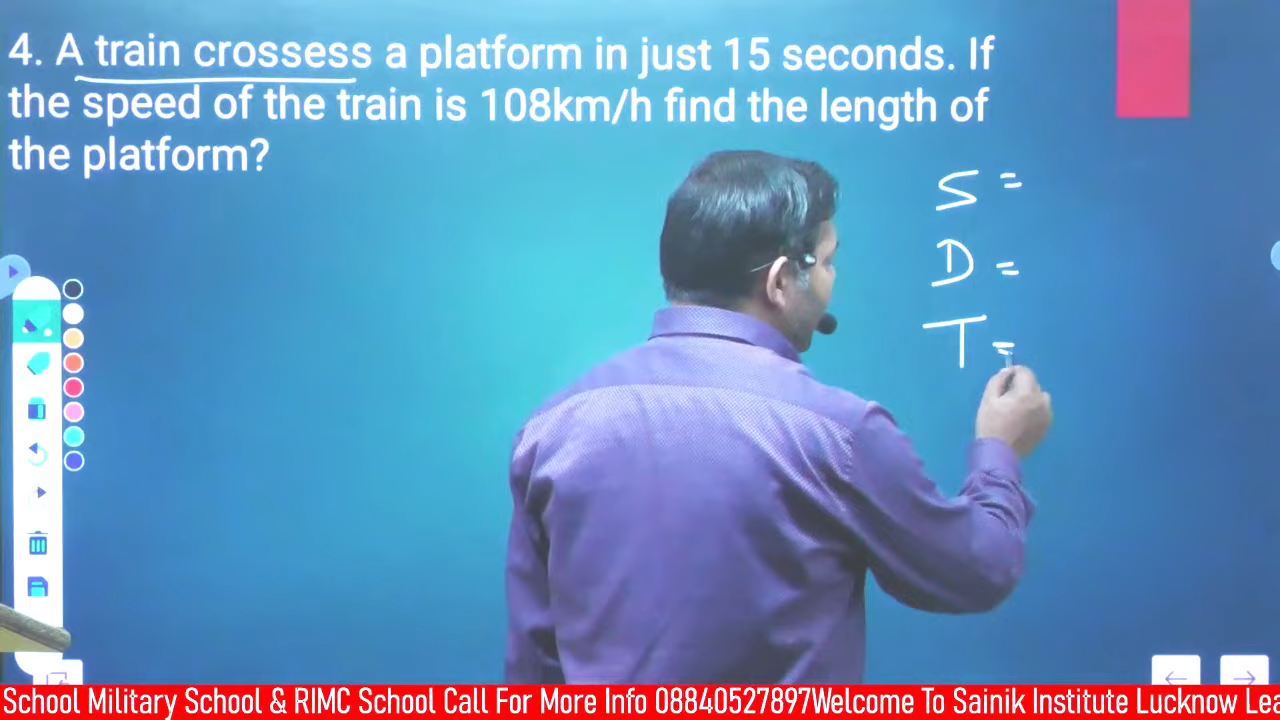 4. A train crossess a platform in just 15 seconds. If
the speed of the train is 108km/h find the length of
the platform?
S =
D =
T =
School Military School & RIMC School Call For More Info 08840527897Welcome To Sainik Institute Lucknow Lea